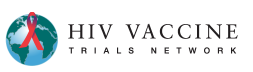 HIV VACCINE
TRIALS NETWORK